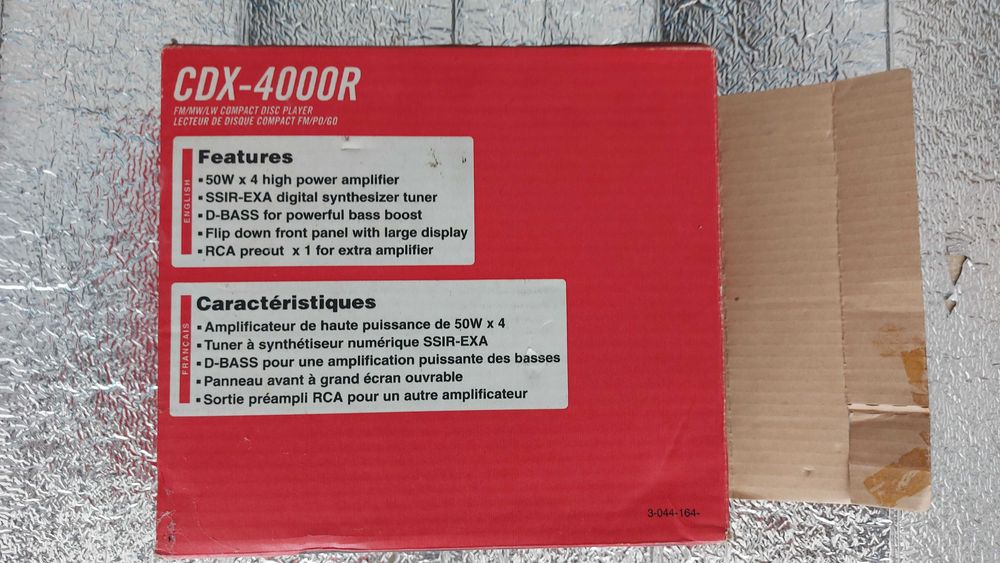 CDX-4000R
FM/MW/LW COMPACT DISC PLAYER
LECTEUR DE DISQUE COMPACT FM/PO/GO
ENGLISH
Features
▪50W x 4 high power amplifier
▪SSIR-EXA digital synthesizer tuner
▪D-BASS for powerful bass boost
▪Flip down front panel with large display
▪RCA preout x 1 for extra amplifier
FRANÇAIS
Caractéristiques
▪Amplificateur de haute puissance de 50W x 4
▪Tuner à synthétiseur numérique SSIR-EXA
▪D-BASS pour une amplification puissante des basses
▪Panneau avant à grand écran ouvrable
▪Sortie préampli RCA pour un autre amplificateur
3-044-164-